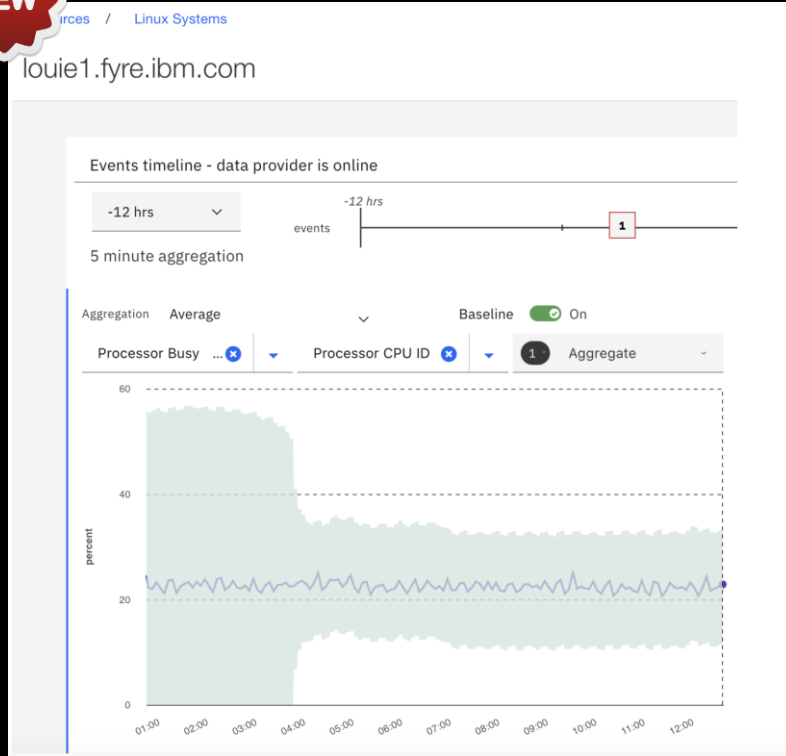 EW
urces / Linux Systems
louie1.fyre.ibm.com
Events timeline - data provider is online
-12 hrs
-12 hrs
events
1
5 minute aggregation
Aggregation Average
Baseline On
Processor Busy ...
Processor CPU ID
1 Aggregate
60
40
20
0
percent
01:00 02:00 03:00 04:00 05:00 06:00 07:00 08:00 09:00 10:00 11:00 12:00